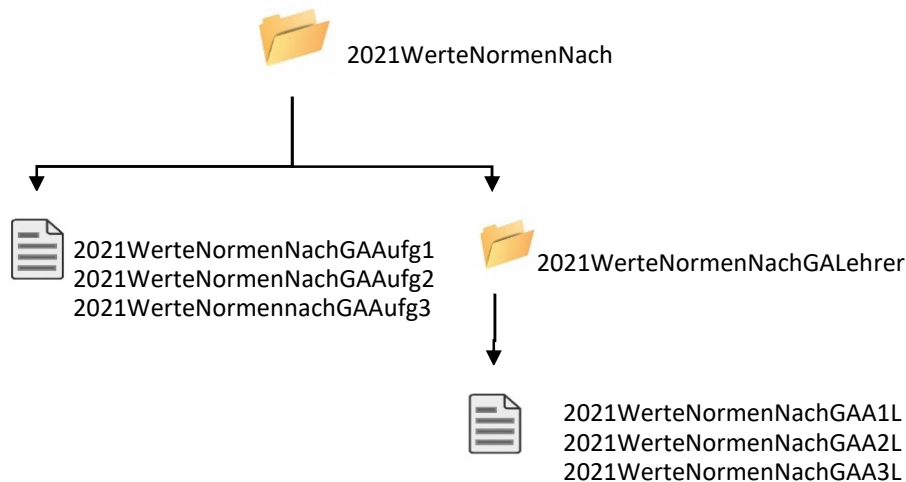 2021WerteNormenNach
2021WerteNormenNachGAAufg1
2021WerteNormenNachGAAufg2
2021WerteNormennachGAAufg3
2021WerteNormenNachGALehrer
2021WerteNormenNachGAA1L
2021WerteNormenNachGAA2L
2021WerteNormenNachGAA3L